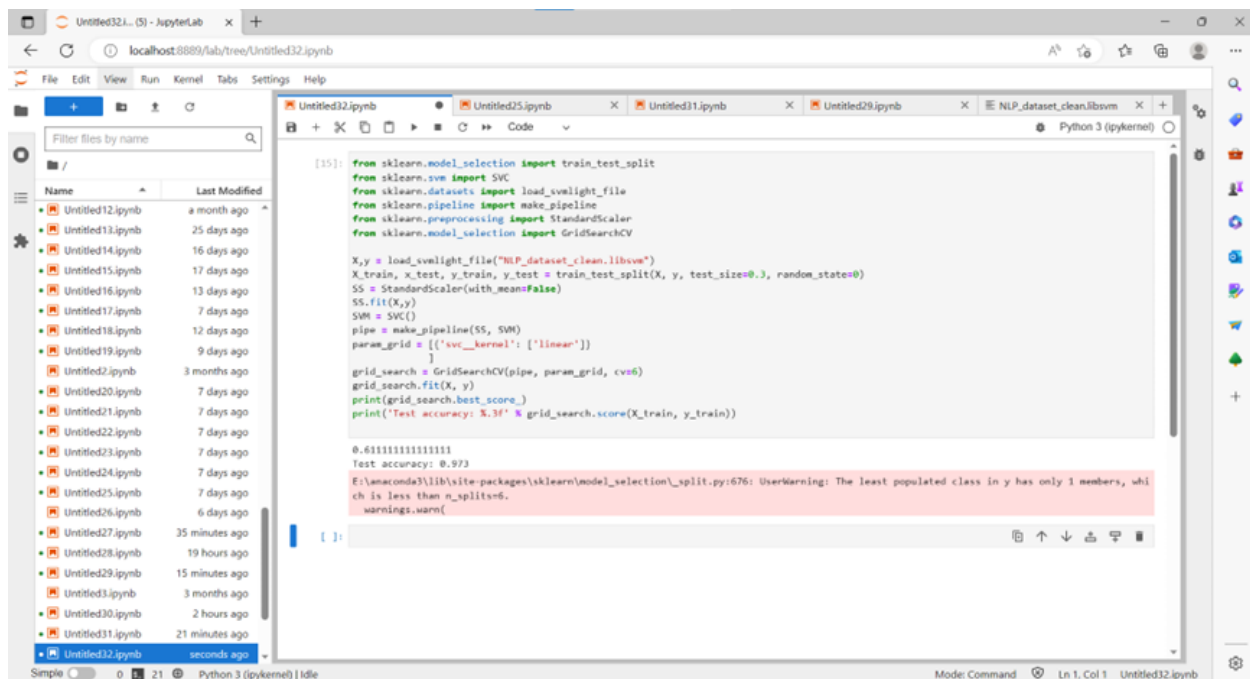 Untitled32.i... (5) - JupyterLab
localhost:8889/lab/tree/Untitled32.ipynb
File Edit View Run Kernel Tabs Settings Help
Untitled32.ipynb
Untitled25.ipynb
Untitled31.ipynb
Untitled29.ipynb
NLP_dataset_clean.libsvm
Code
Python 3 (ipykernel)
Filter files by name
/
Name Last Modified
Untitled12.ipynb a month ago
Untitled13.ipynb 25 days ago
Untitled14.ipynb 16 days ago
Untitled15.ipynb 17 days ago
Untitled16.ipynb 13 days ago
Untitled17.ipynb 7 days ago
Untitled18.ipynb 12 days ago
Untitled19.ipynb 9 days ago
Untitled2.ipynb 3 months ago
Untitled20.ipynb 7 days ago
Untitled21.ipynb 7 days ago
Untitled22.ipynb 7 days ago
Untitled23.ipynb 7 days ago
Untitled24.ipynb 7 days ago
Untitled25.ipynb 7 days ago
Untitled26.ipynb 6 days ago
Untitled27.ipynb 35 minutes ago
Untitled28.ipynb 19 hours ago
Untitled29.ipynb 15 minutes ago
Untitled3.ipynb 3 months ago
Untitled30.ipynb 2 hours ago
Untitled31.ipynb 21 minutes ago
Untitled32.ipynb seconds ago
[15]: from sklearn.model_selection import train_test_split
from sklearn.svm import SVC
from sklearn.datasets import load_svmlight_file
from sklearn.pipeline import make_pipeline
from sklearn.preprocessing import StandardScaler
from sklearn.model_selection import GridSearchCV
X,y = load_svmlight_file("NLP_dataset_clean.libsvm")
X_train, x_test, y_train, y_test = train_test_split(X, y, test_size=0.3, random_state=0)
SS = StandardScaler(with_mean=False)
SS.fit(X,y)
SVM = SVC()
pipe = make_pipeline(SS, SVM)
param_grid = [{'svc__kernel': ['linear']}
]
grid_search = GridSearchCV(pipe, param_grid, cv=6)
grid_search.fit(X, y)
print(grid_search.best_score_)
print('Test accuracy: %.3f' % grid_search.score(X_train, y_train))
0.611111111111111
Test accuracy: 0.973
E:\anaconda3\lib\site-packages\sklearn\model_selection\_split.py:676: UserWarning: The least populated class in y has only 1 members, whi
ch is less than n_splits=6.
warnings.warn(
[ ]:
Simple 0 21 Python 3 (ipykernel) | Idle
Mode: Command Ln 1, Col 1 Untitled32.ipynb